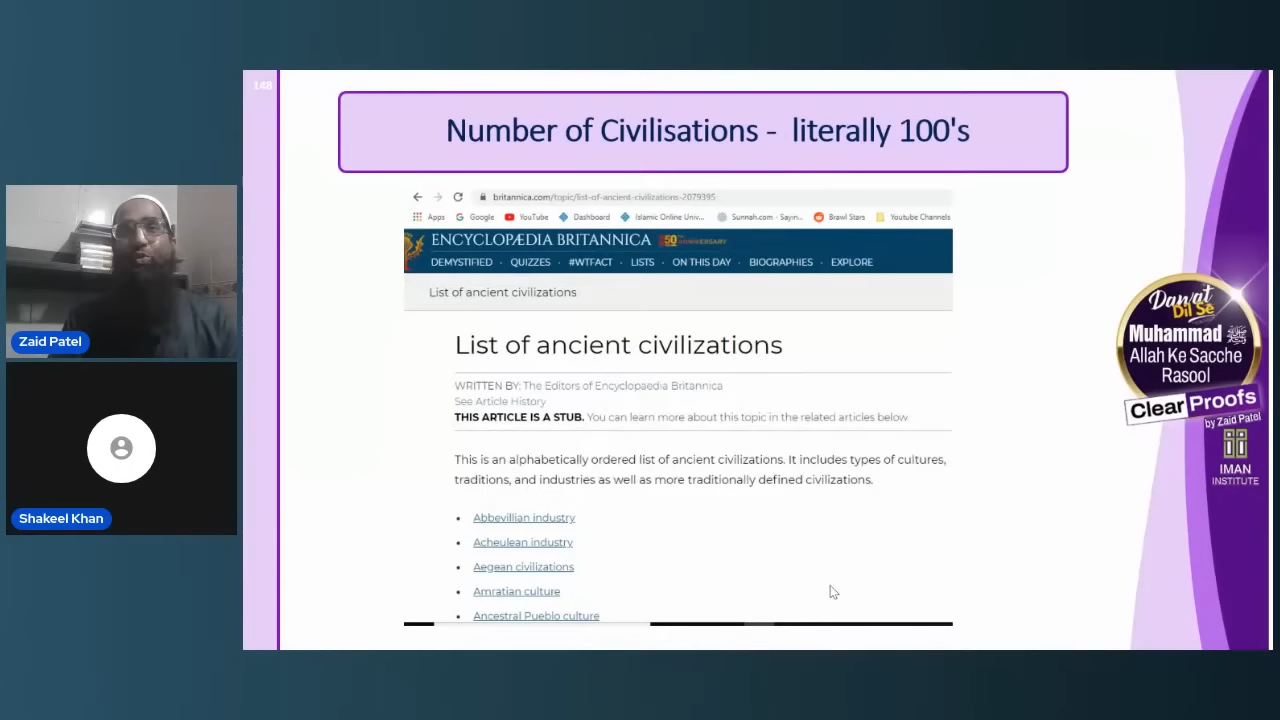 148
Number of Civilisations - literally 100's
britannica.com/topic/list-of-ancient-civilizations-2079395
Apps Google YouTube Dashboard Islamic Online Univ... Sunnah.com - Sayin... Brawl Stars Youtube Channels
ENCYCLOPÆDIA BRITANNICA
DEMYSTIFIED · QUIZZES · #WTFACT · LISTS · ON THIS DAY · BIOGRAPHIES · EXPLORE
List of ancient civilizations
List of ancient civilizations
WRITTEN BY: The Editors of Encyclopaedia Britannica
See Article History
THIS ARTICLE IS A STUB. You can learn more about this topic in the related articles below
This is an alphabetically ordered list of ancient civilizations. It includes types of cultures,
traditions, and industries as well as more traditionally defined civilizations.
• Abbevillian industry
• Acheulean industry
• Aegean civilizations
• Amratian culture
• Ancestral Pueblo culture
Zaid Patel
Shakeel Khan
Dawat
Dil Se
Muhammad ﷺ
Allah Ke Sacche
Rasool
Clear Proofs
by Zaid Patel
IMAN
INSTITUTE